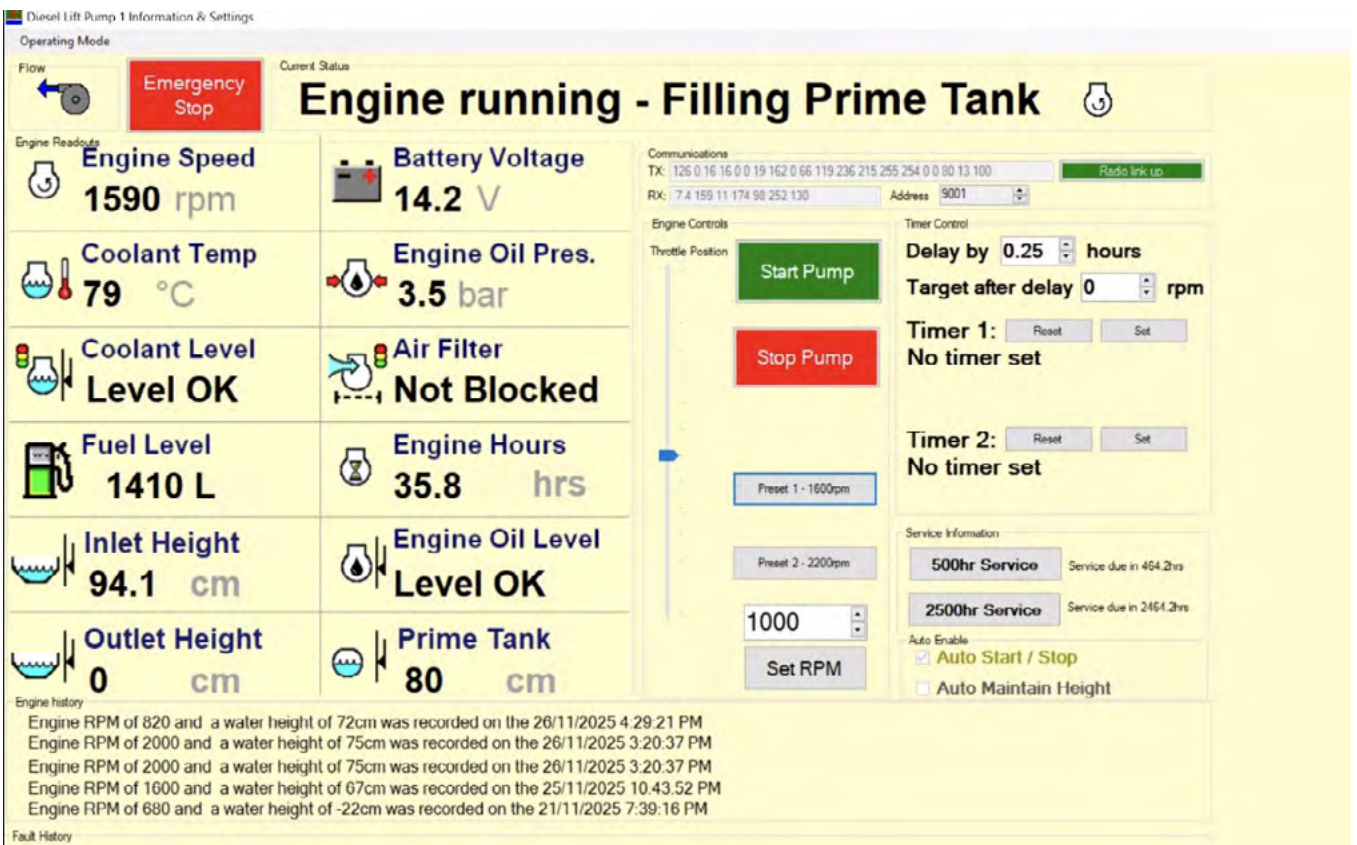 Diesel Lift Pump 1 Information & Settings
Operating Mode
Flow
Emergency Stop
Current Status
Engine running - Filling Prime Tank
Engine Readouts
Engine Speed
1590 rpm
Battery Voltage
14.2 V
Coolant Temp
79 °C
Engine Oil Pres.
3.5 bar
Coolant Level
Level OK
Air Filter
Not Blocked
Fuel Level
1410 L
Engine Hours
35.8 hrs
Inlet Height
94.1 cm
Engine Oil Level
Level OK
Outlet Height
0 cm
Prime Tank
80 cm
Communications
TX: 126 0 16 16 0 0 19 162 0 66 119 236 215 255 254 0 0 80 13 100
Radio link up
RX: 7.4 159 11 174 98 252 130
Address 9001
Engine Controls
Throttle Position
Start Pump
Stop Pump
Preset 1 - 1600rpm
Preset 2 - 2200rpm
1000
Set RPM
Timer Control
Delay by 0.25 hours
Target after delay 0 rpm
Timer 1: Reset Set
No timer set
Timer 2: Reset Set
No timer set
Service Information
500hr Service Service due in 464.2hrs
2500hr Service Service due in 2464.2hrs
Auto Enable
Auto Start / Stop
Auto Maintain Height
Engine history
Engine RPM of 820 and a water height of 72cm was recorded on the 26/11/2025 4:29:21 PM
Engine RPM of 2000 and a water height of 75cm was recorded on the 26/11/2025 3:20:37 PM
Engine RPM of 2000 and a water height of 75cm was recorded on the 26/11/2025 3:20:37 PM
Engine RPM of 1600 and a water height of 67cm was recorded on the 25/11/2025 10.43.52 PM
Engine RPM of 680 and a water height of -22cm was recorded on the 21/11/2025 7:39:16 PM
Fault History